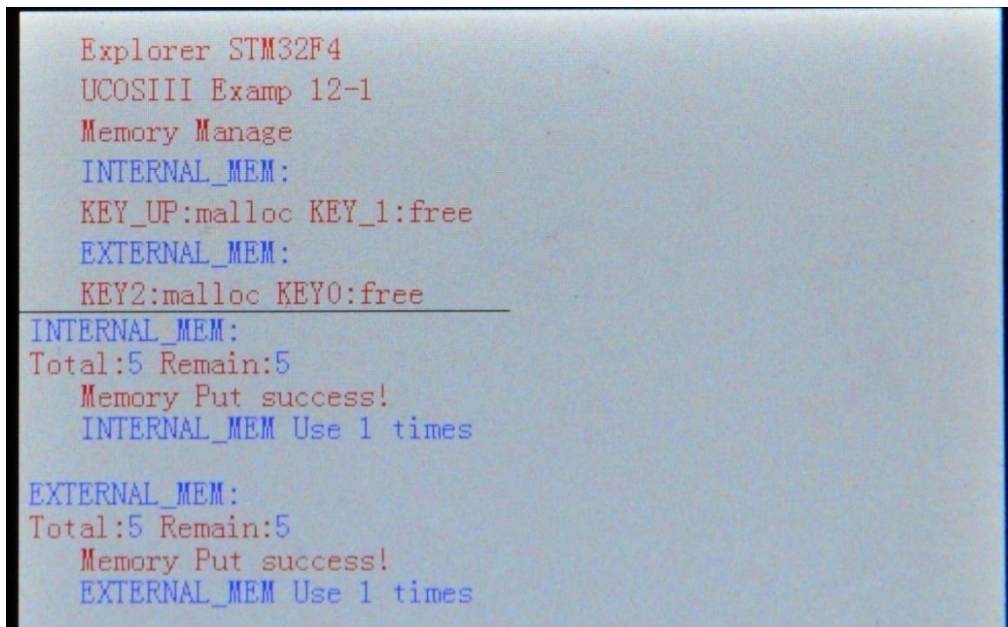 Explorer STM32F4
UCOSIII Examp 12-1
Memory Manage
INTERNAL_MEM:
KEY_UP:malloc KEY_1:free
EXTERNAL_MEM:
KEY2:malloc KEY0:free
INTERNAL_MEM:
Total:5 Remain:5
Memory Put success!
INTERNAL_MEM Use 1 times
EXTERNAL_MEM:
Total:5 Remain:5
Memory Put success!
EXTERNAL_MEM Use 1 times